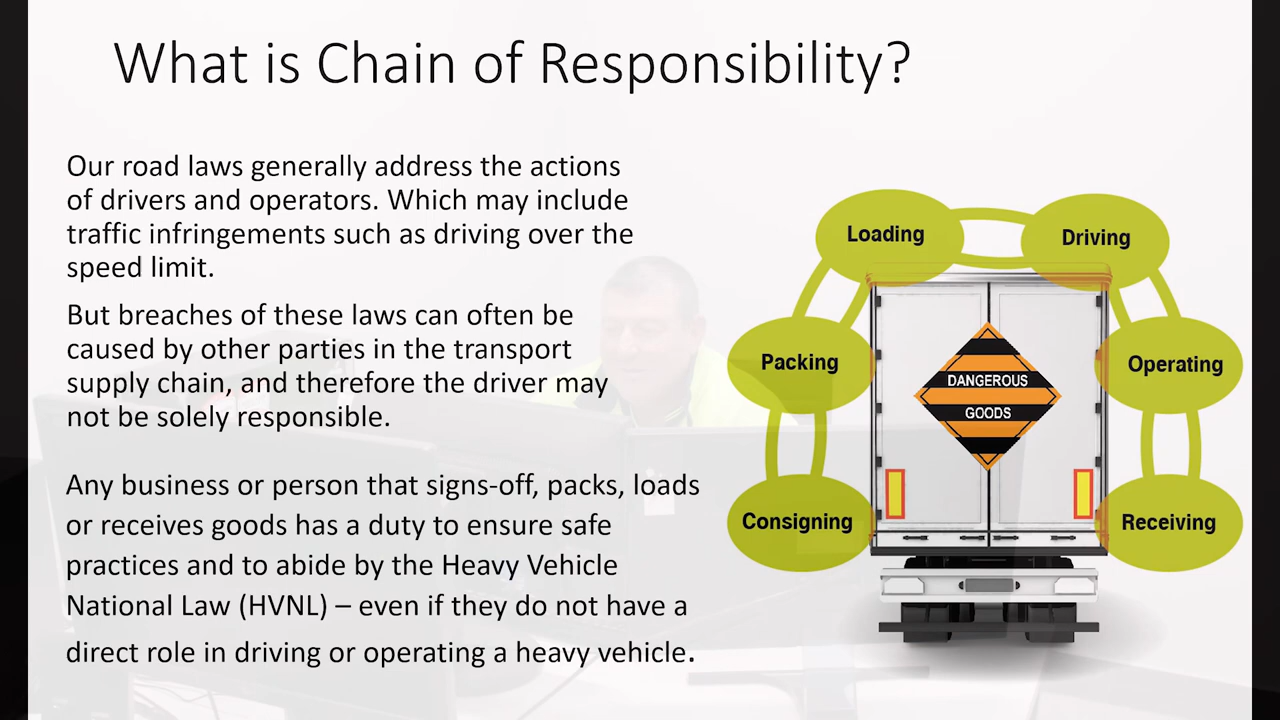 What is Chain of Responsibility?
Our road laws generally address the actions
of drivers and operators. Which may include
traffic infringements such as driving over the
speed limit.
But breaches of these laws can often be
caused by other parties in the transport
supply chain, and therefore the driver may
not be solely responsible.
Any business or person that signs-off, packs, loads
or receives goods has a duty to ensure safe
practices and to abide by the Heavy Vehicle
National Law (HVNL) – even if they do not have a
direct role in driving or operating a heavy vehicle.
Loading
Driving
Packing
Operating
DANGEROUS
GOODS
Consigning
Receiving